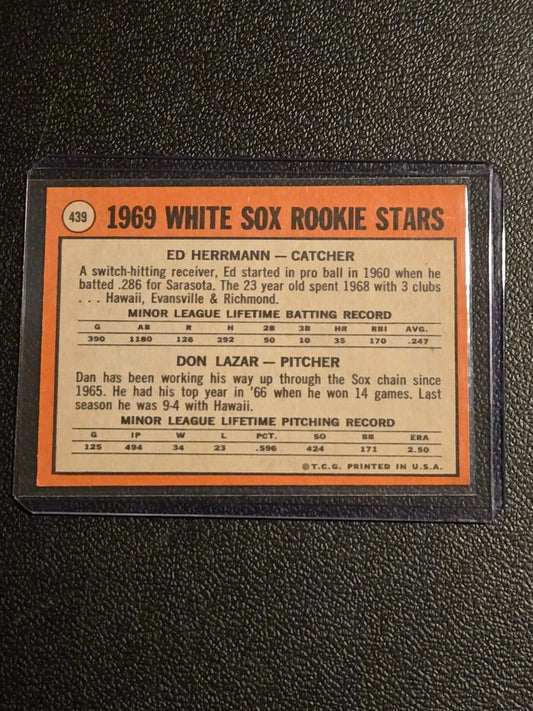 439 1969 WHITE SOX ROOKIE STARS
ED HERRMANN — CATCHER
A switch-hitting receiver, Ed started in pro ball in 1960 when he
batted .286 for Sarasota. The 23 year old spent 1968 with 3 clubs
. . . Hawaii, Evansville & Richmond.
MINOR LEAGUE LIFETIME BATTING RECORD
G AB R H 2B 3B HR RBI AVG.
390 1180 126 292 50 10 35 170 .247
DON LAZAR — PITCHER
Dan has been working his way up through the Sox chain since
1965. He had his top year in '66 when he won 14 games. Last
season he was 9-4 with Hawaii.
MINOR LEAGUE LIFETIME PITCHING RECORD
G IP W L PCT. SO BB ERA
125 494 34 23 .596 424 171 2.50
©T.C.G. PRINTED IN U.S.A.